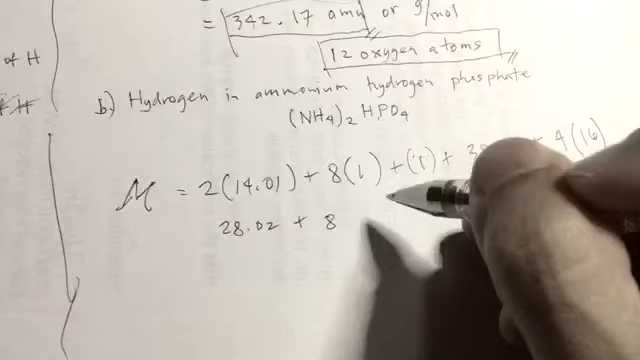 = 342.17 amu or g/mol
12 oxygen atoms
of H
b.) Hydrogen in ammonium hydrogen phosphate
(NH4)2 HPO4
M = 2(14.01) + 8(1) + (1) + 4(16)
28.02 + 8